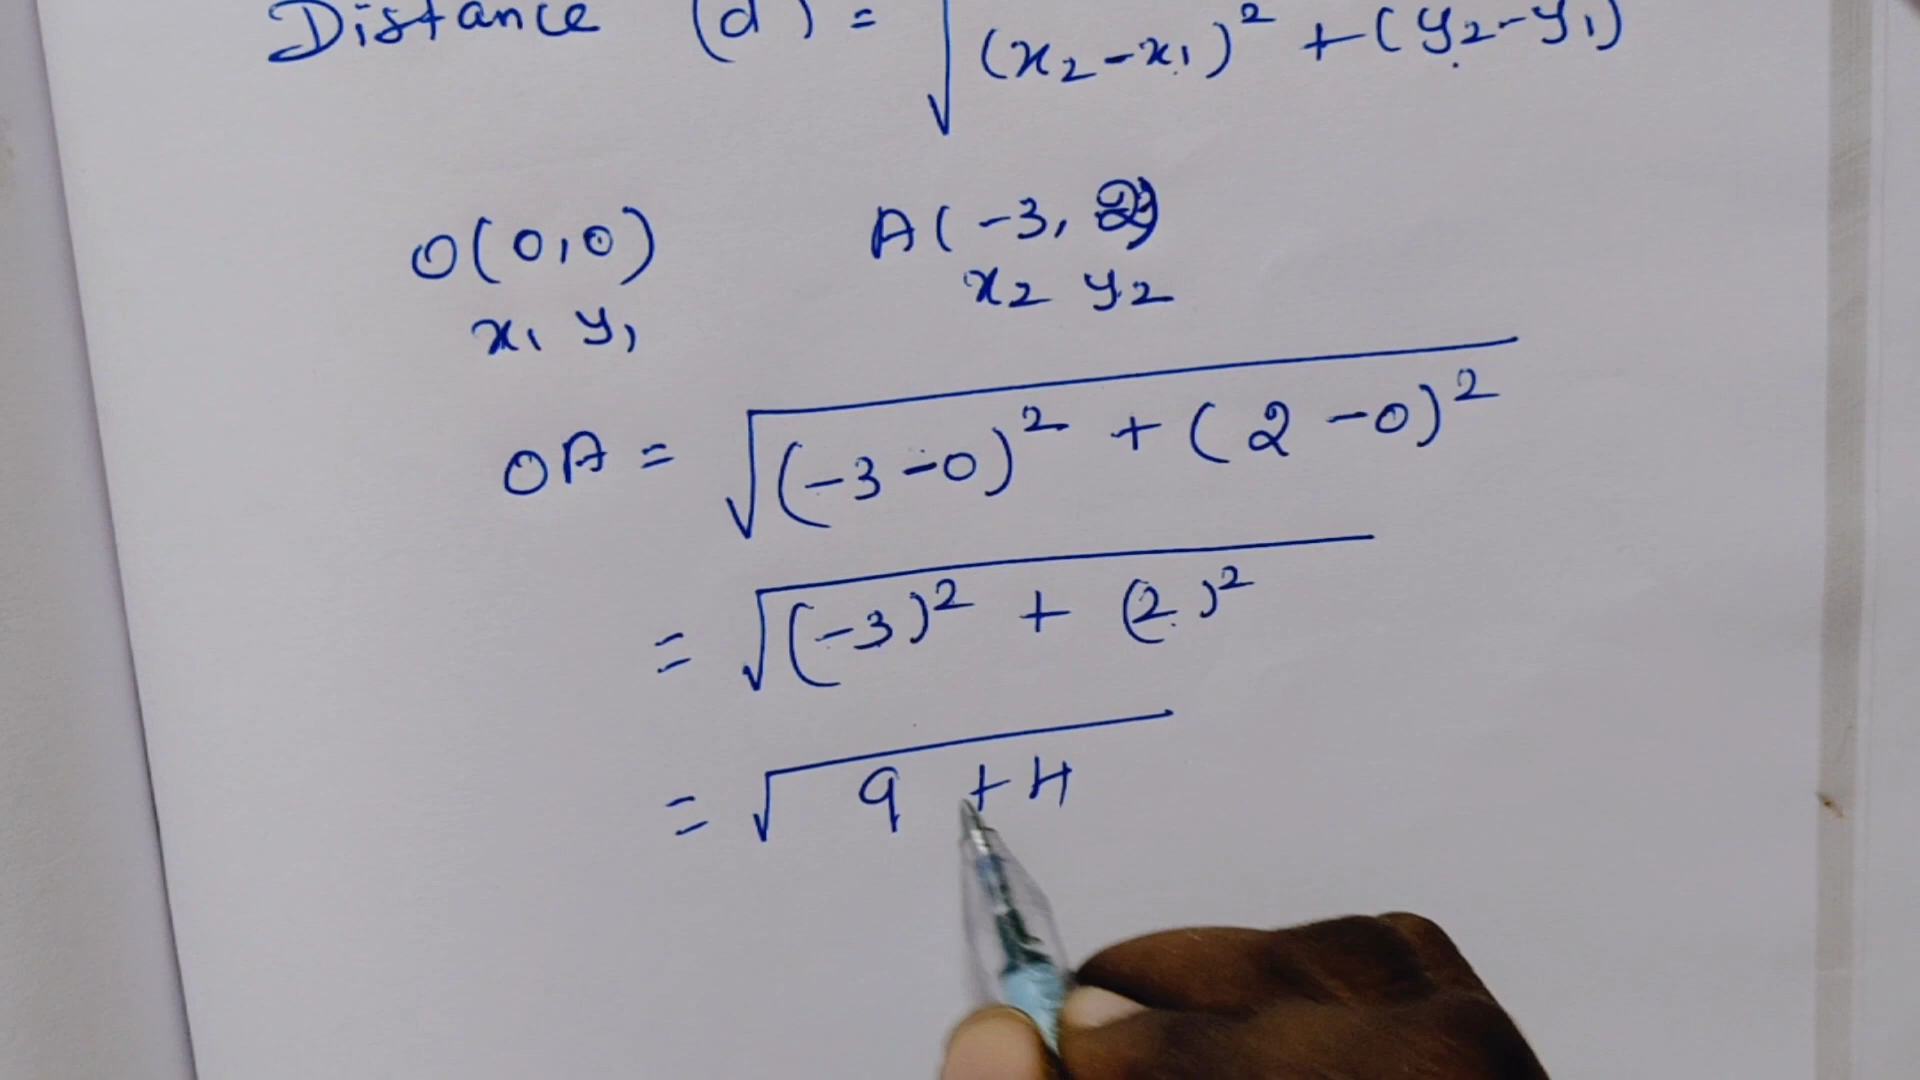 Distance (d) = √(x₂-x₁)² + (y₂-y₁)
O(0,0) A(-3, 2)
x₁ y₁ x₂ y₂
OA = √(-3-0)² + (2-0)²
= √(-3)² + (2)²
= √9 + 4